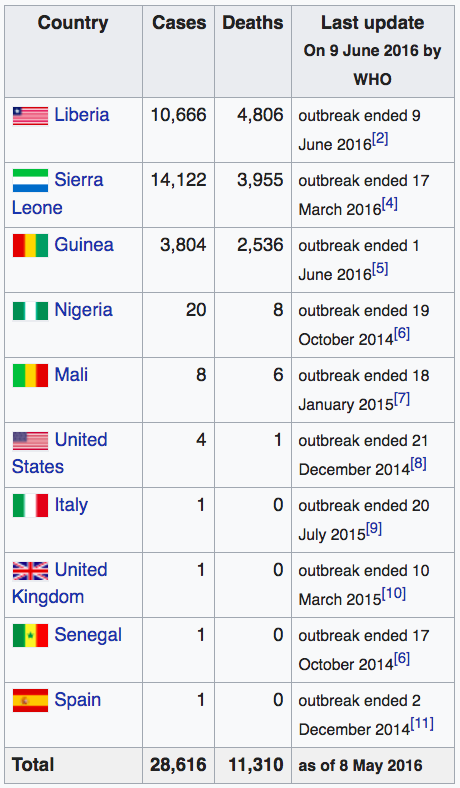 Country Cases Deaths Last update
On 9 June 2016 by
WHO
Liberia 10,666 4,806 outbreak ended 9
June 2016[2]
Sierra 14,122 3,955 outbreak ended 17
Leone March 2016[4]
Guinea 3,804 2,536 outbreak ended 1
June 2016[5]
Nigeria 20 8 outbreak ended 19
October 2014[6]
Mali 8 6 outbreak ended 18
January 2015[7]
United 4 1 outbreak ended 21
States December 2014[8]
Italy 1 0 outbreak ended 20
July 2015[9]
United 1 0 outbreak ended 10
Kingdom March 2015[10]
Senegal 1 0 outbreak ended 17
October 2014[6]
Spain 1 0 outbreak ended 2
December 2014[11]
Total 28,616 11,310 as of 8 May 2016